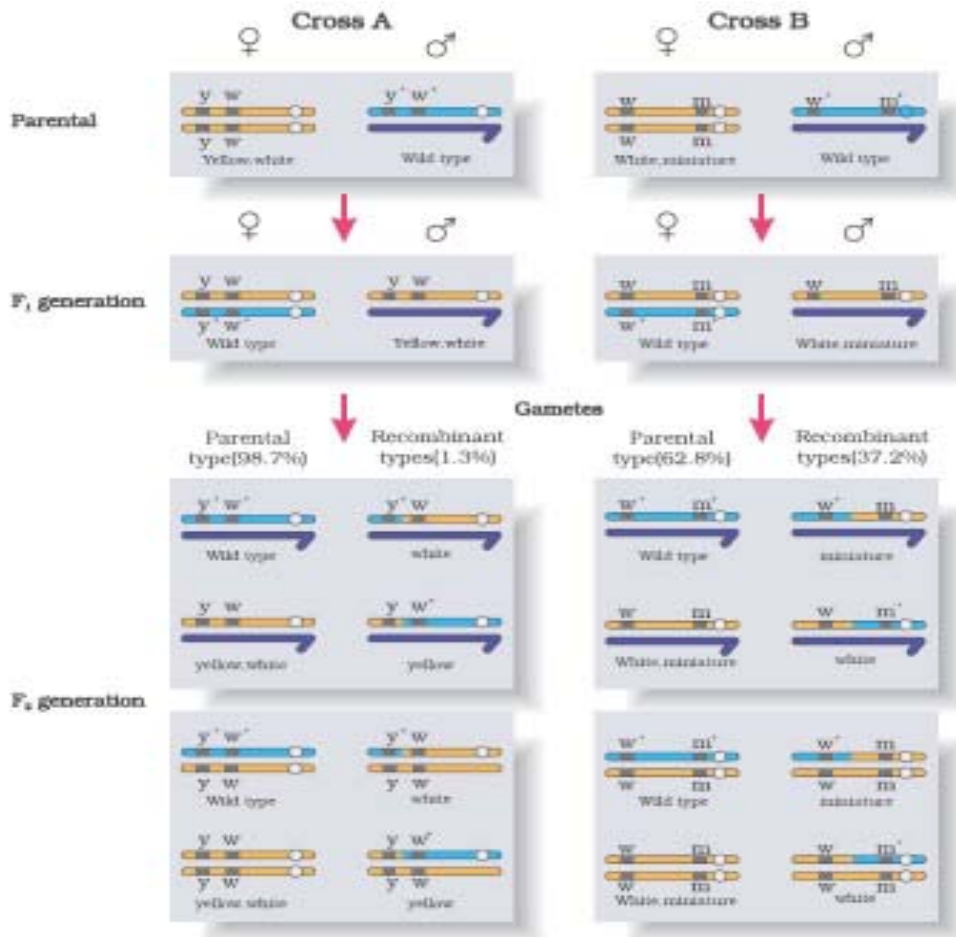 Cross A Cross B
♀ ♂ ♀ ♂
Parental
y w y⁺ w⁺ w m w⁺ m⁺
y w w m
Yellow,white Wild type White,miniature Wild type
♀ ♂ ♀ ♂
F₁ generation
y w y w w m w m
y⁺ w⁺ w⁺ m⁺
Wild type Yellow,white Wild type White,miniature
Gametes
Parental Recombinant Parental Recombinant
type(98.7%) types(1.3%) type(62.8%) types(37.2%)
y⁺ w⁺ y⁺ w w⁺ m⁺ w⁺ m
Wild type white Wild type miniature
y w y w⁺ w m w m⁺
yellow,white yellow White,miniature white
F₂ generation
y⁺ w⁺ y⁺ w w⁺ m⁺ w⁺ m
y w y w w m w m
Wild type white Wild type miniature
y w y w⁺ w m w m⁺
y w y w w m w m
yellow,white yellow White,miniature white